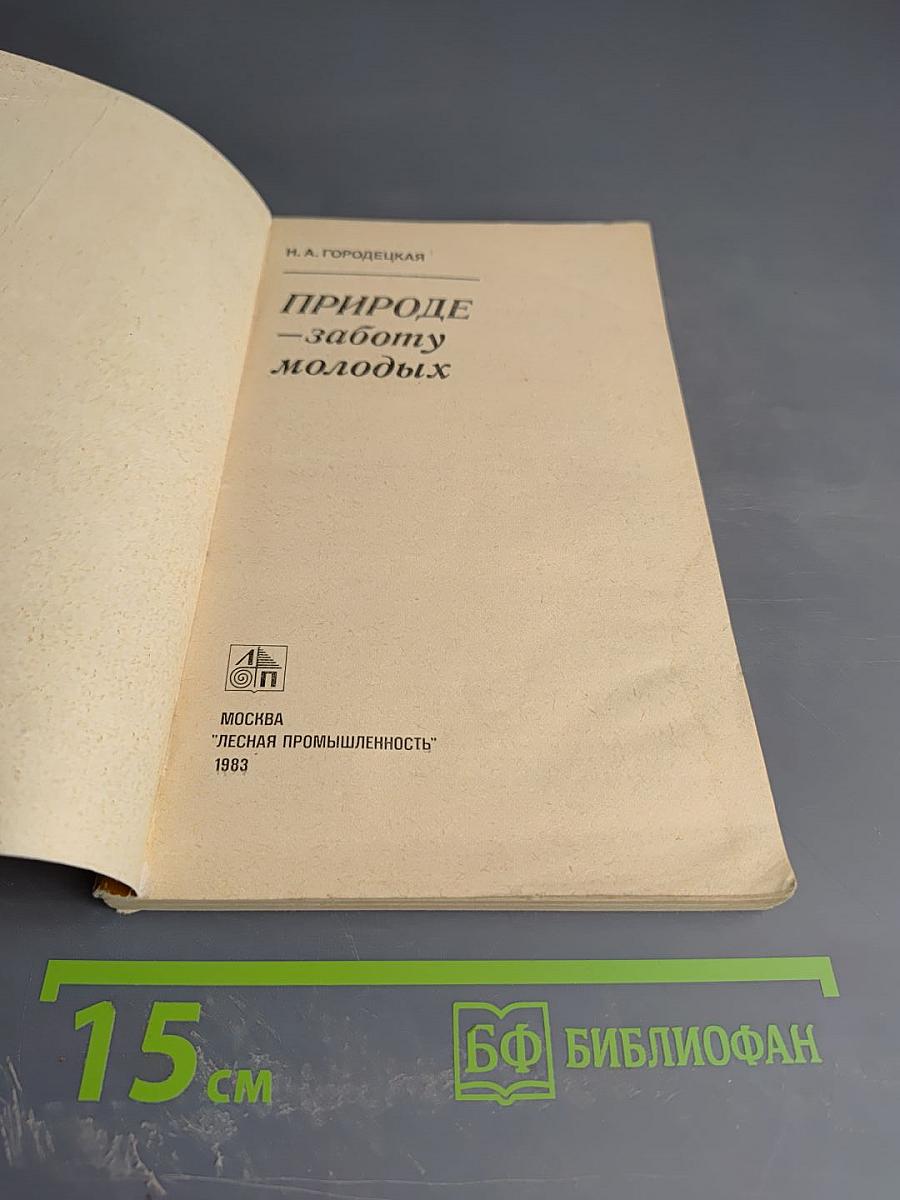 Н. А. ГОРОДЕЦКАЯ
ПРИРОДЕ
—заботу
молодых
Л П
МОСКВА
"ЛЕСНАЯ ПРОМЫШЛЕННОСТЬ"
1983
15 см
БФ БИБЛИОФАН